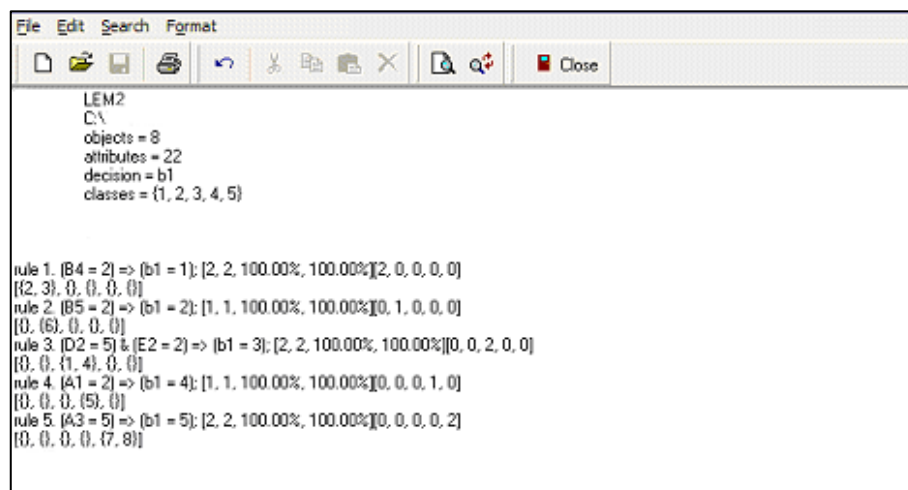 File Edit Search Format
Close
LEM2
C:\
objects = 8
attributes = 22
decision = b1
classes = {1, 2, 3, 4, 5}
rule 1. (B4 = 2) => (b1 = 1); [2, 2, 100.00%, 100.00%][2, 0, 0, 0, 0]
[{2, 3}, {}, {}, {}, {}]
rule 2. (B5 = 2) => (b1 = 2); [1, 1, 100.00%, 100.00%][0, 1, 0, 0, 0]
[{}, {6}, {}, {}, {}]
rule 3. (D2 = 5) & (E2 = 2) => (b1 = 3); [2, 2, 100.00%, 100.00%][0, 0, 2, 0, 0]
[{}, {}, {1, 4}, {}, {}]
rule 4. (A1 = 2) => (b1 = 4); [1, 1, 100.00%, 100.00%][0, 0, 0, 1, 0]
[{}, {}, {}, {5}, {}]
rule 5. (A3 = 5) => (b1 = 5); [2, 2, 100.00%, 100.00%][0, 0, 0, 0, 2]
[{}, {}, {}, {}, {7, 8}]